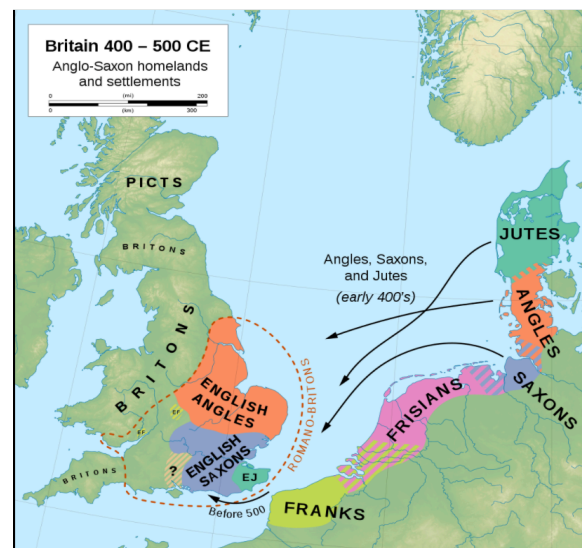 Britain 400 – 500 CE
Anglo-Saxon homelands
and settlements
0 (mi) 200
0 (km) 300
PICTS
BRITONS
JUTES
Angles, Saxons,
and Jutes
(early 400's)
ANGLES
BRITONS
SAXONS
FRISIANS
ENGLISH
ANGLES
ROMANO-BRITONS
EF
EF
ENGLISH
SAXONS
?
EJ
BRITONS
Before 500
FRANKS